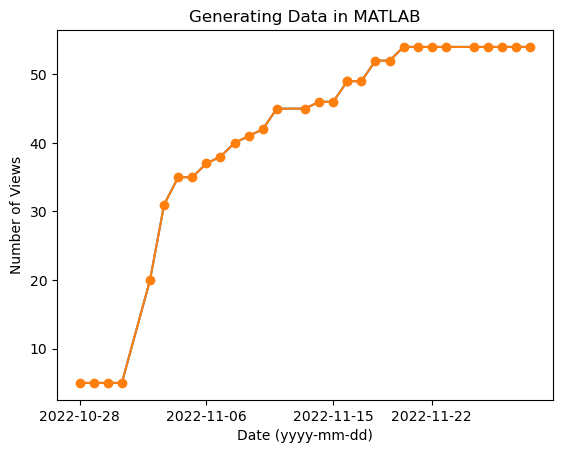 Generating Data in MATLAB
50
40
30
20
10
Number of Views
2022-10-28 2022-11-06 2022-11-15 2022-11-22
Date (yyyy-mm-dd)